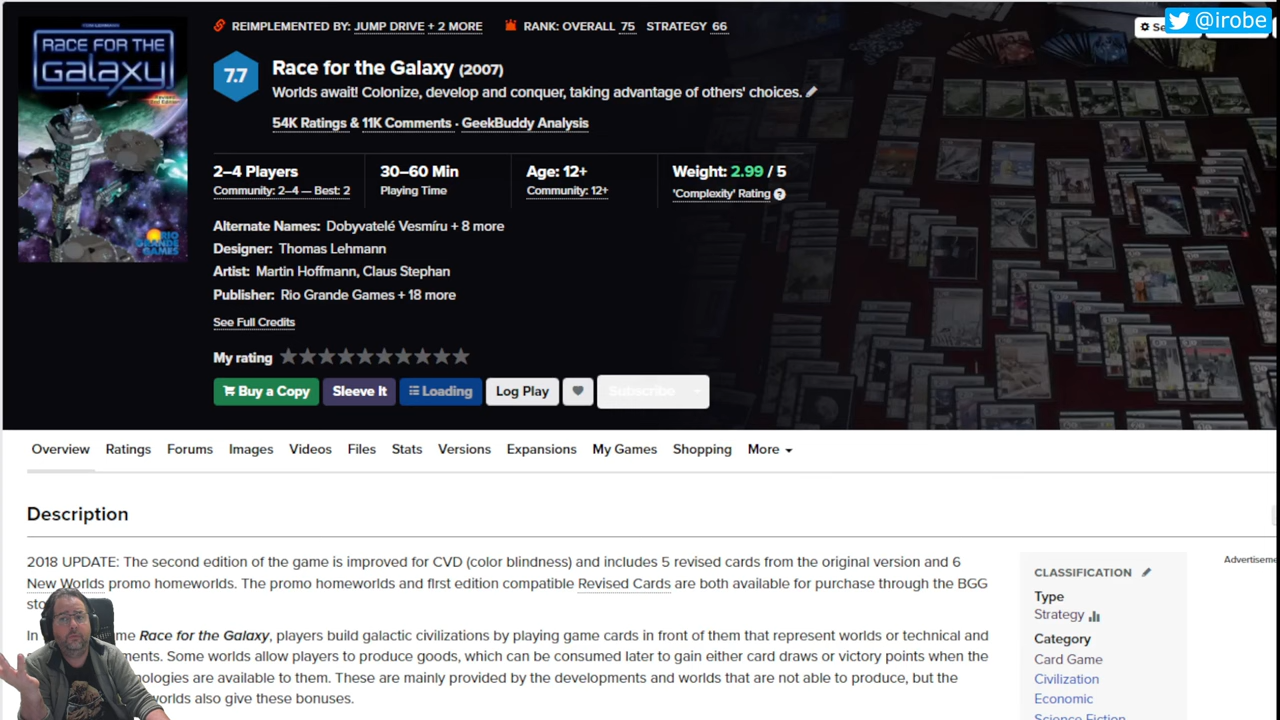 REIMPLEMENTED BY: JUMP DRIVE + 2 MORE RANK: OVERALL 75 STRATEGY 66
@irobe
RACE FOR THE
Galaxy
7.7
Race for the Galaxy (2007)
Worlds await! Colonize, develop and conquer, taking advantage of others' choices.
54K Ratings & 11K Comments · GeekBuddy Analysis
2–4 Players 30–60 Min Age: 12+ Weight: 2.99 / 5
Community: 2–4 — Best: 2 Playing Time Community: 12+ 'Complexity' Rating ?
Alternate Names: Dobyvatelé Vesmíru + 8 more
Designer: Thomas Lehmann
Artist: Martin Hoffmann, Claus Stephan
RIO
GRANDE
GAMES
Publisher: Rio Grande Games + 18 more
See Full Credits
My rating
Buy a Copy Sleeve It Loading Log Play Subscribe
Overview Ratings Forums Images Videos Files Stats Versions Expansions My Games Shopping More
Description
2018 UPDATE: The second edition of the game is improved for CVD (color blindness) and includes 5 revised cards from the original version and 6
New Worlds promo homeworlds. The promo homeworlds and first edition compatible Revised Cards are both available for purchase through the BGG
In Race for the Galaxy, players build galactic civilizations by playing game cards in front of them that represent worlds or technical and
Some worlds allow players to produce goods, which can be consumed later to gain either card draws or victory points when the
are available to them. These are mainly provided by the developments and worlds that are not able to produce, but the
worlds also give these bonuses.
Advertiseme
CLASSIFICATION
Type
Strategy
Category
Card Game
Civilization
Economic
Science Fiction